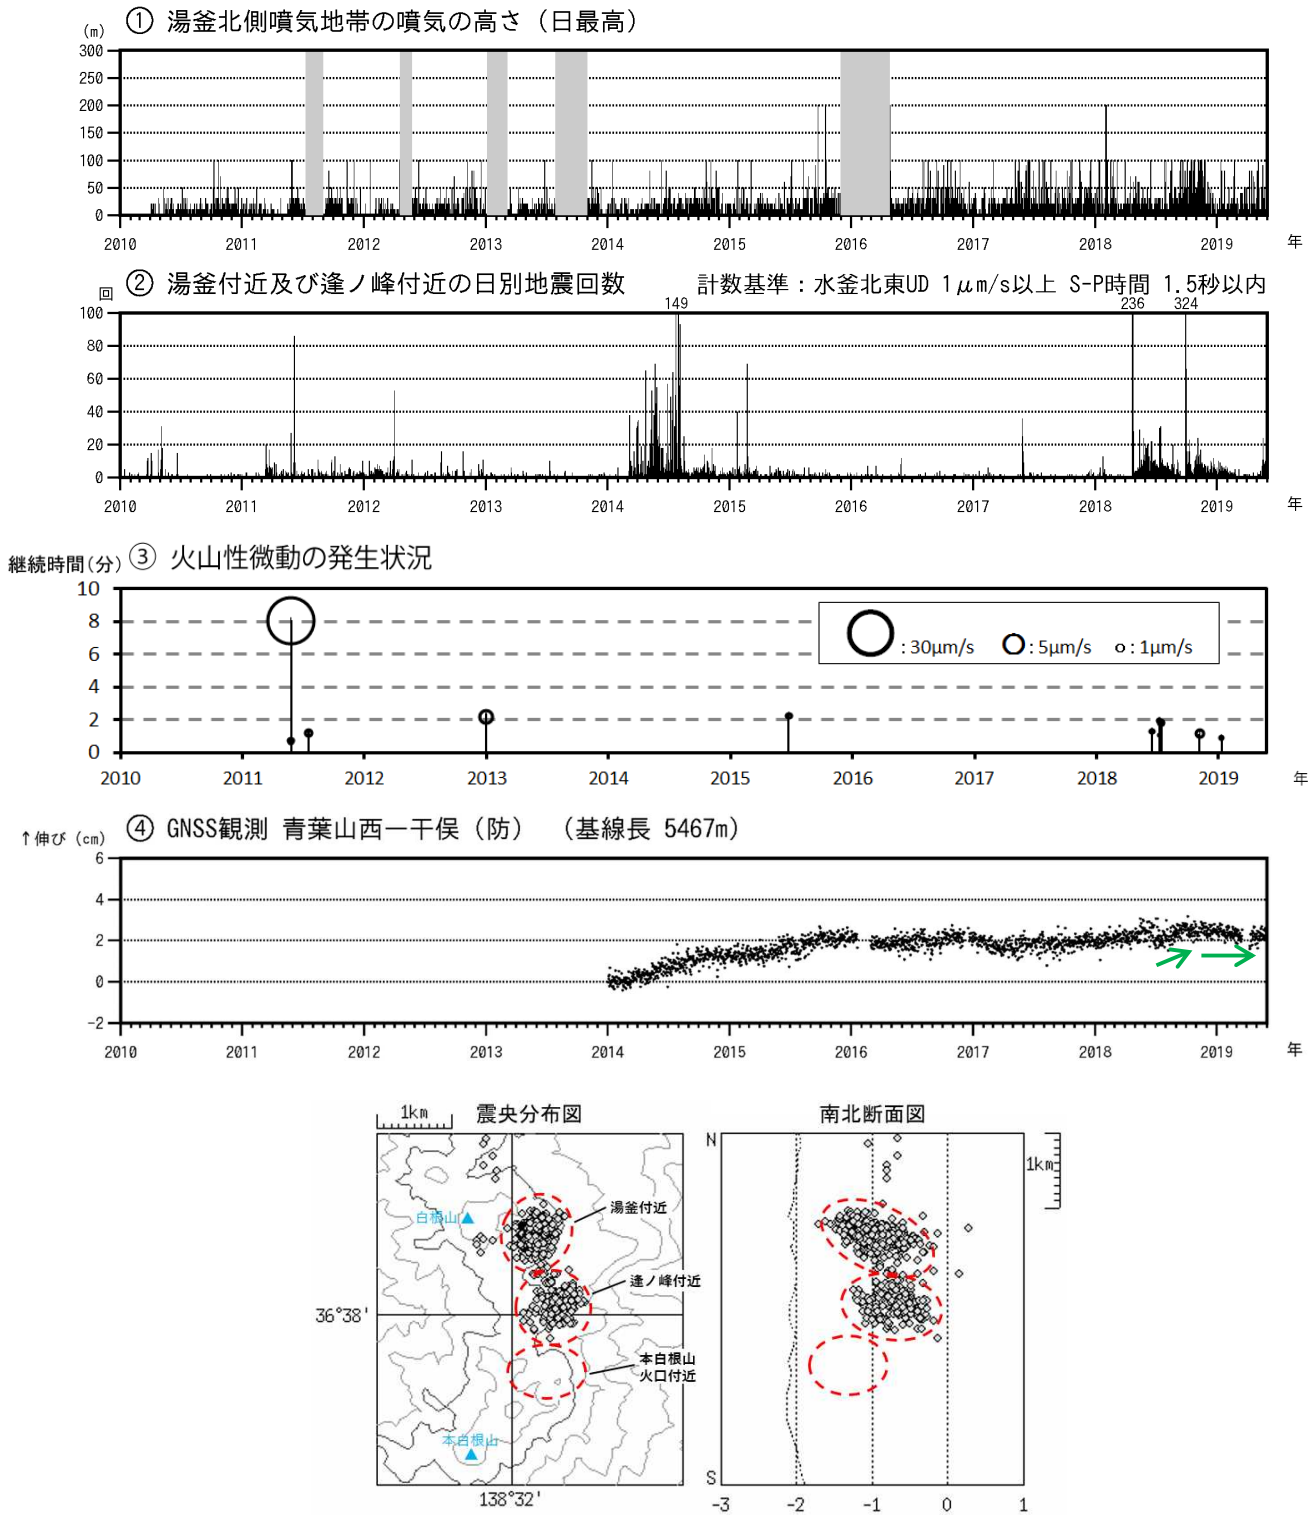 ① 湯釜北側噴気地帯の噴気の高さ（日最高）
(m)
300
250
200
150
100
50
0
2010 2011 2012 2013 2014 2015 2016 2017 2018 2019 年
② 湯釜付近及び逢ノ峰付近の日別地震回数 計数基準：水釜北東UD 1μm/s以上 S-P時間 1.5秒以内
回
149 236 324
100
80
60
40
20
0
2010 2011 2012 2013 2014 2015 2016 2017 2018 2019 年
継続時間(分) ③ 火山性微動の発生状況
10
8
6
4
2
0
: 30μm/s : 5μm/s : 1μm/s
2010 2011 2012 2013 2014 2015 2016 2017 2018 2019 年
↑伸び（cm） ④ GNSS観測 青葉山西－干俣（防） （基線長 5467m）
6
4
2
0
-2
2010 2011 2012 2013 2014 2015 2016 2017 2018 2019 年
1km 震央分布図 南北断面図
湯釜付近
白根山
逢ノ峰付近
36°38'
本白根山
火口付近
本白根山
138°32'
N
1km
S
-3 -2 -1 0 1